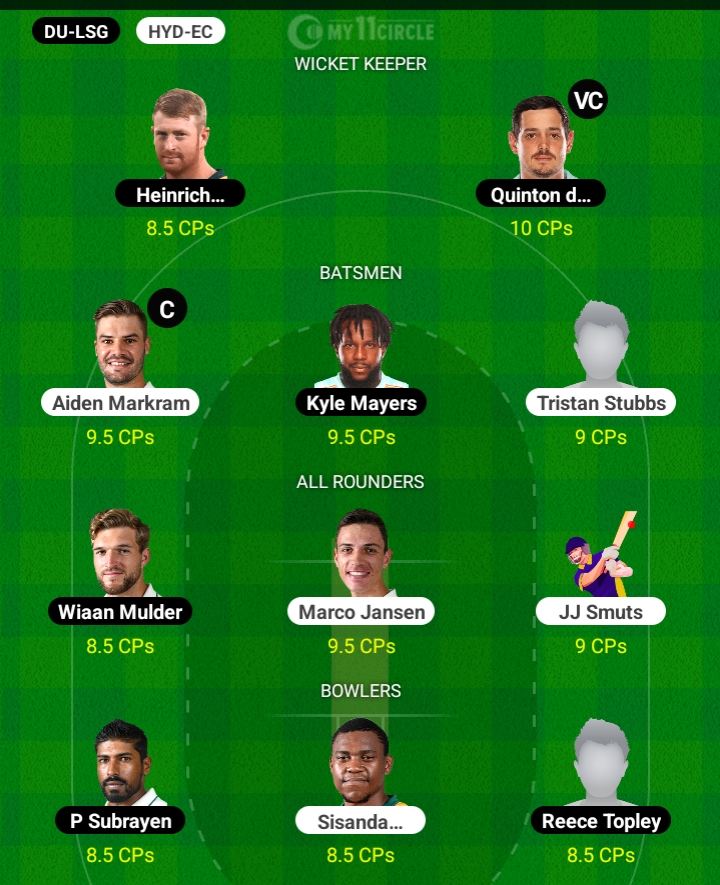 DU-LSG HYD-EC MY11CIRCLE
WICKET KEEPER
VC
Heinrich... Quinton d...
8.5 CPs 10 CPs
BATSMEN
C
Aiden Markram Kyle Mayers Tristan Stubbs
9.5 CPs 9.5 CPs 9 CPs
ALL ROUNDERS
Wiaan Mulder Marco Jansen JJ Smuts
8.5 CPs 9.5 CPs 9 CPs
BOWLERS
P Subrayen Sisanda... Reece Topley
8.5 CPs 8.5 CPs 8.5 CPs